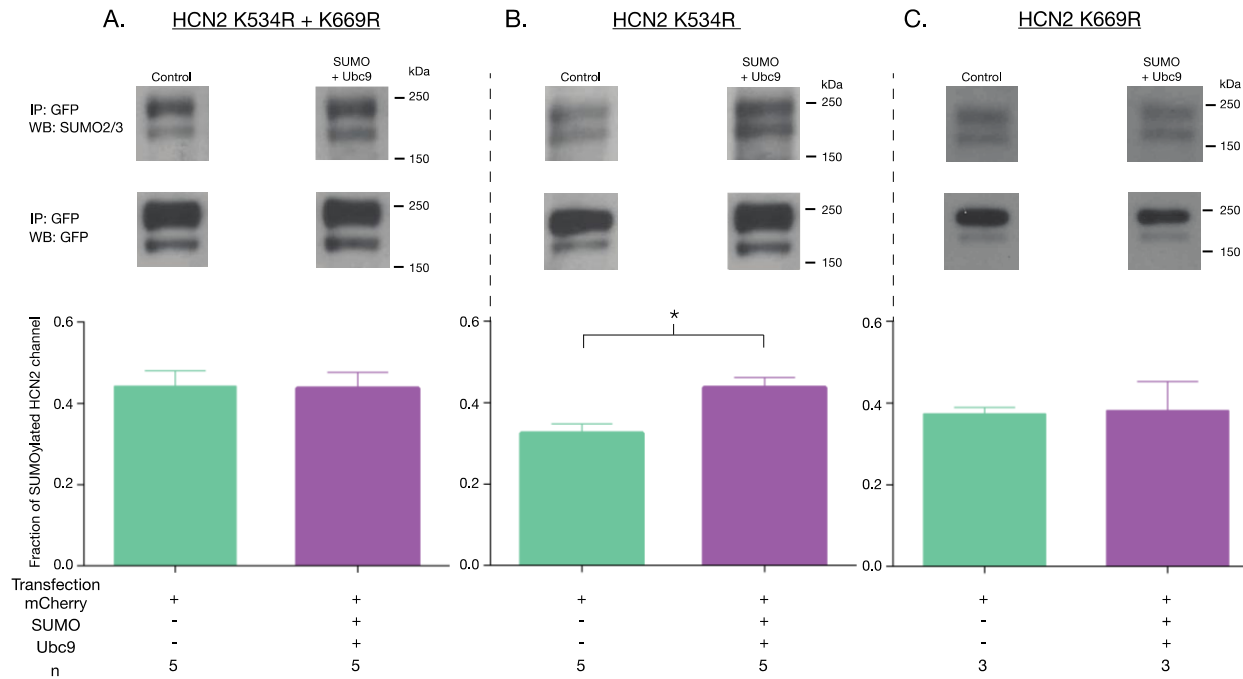 A. HCN2 K534R + K669R
Control
SUMO
+ Ubc9
kDa
IP: GFP
WB: SUMO2/3
250
150
IP: GFP
WB: GFP
250
150
Fraction of SUMOylated HCN2 channel
0.6
0.4
0.2
0.0
B. HCN2 K534R
Control
SUMO
+ Ubc9
kDa
250
150
250
150
*
0.6
0.4
0.2
0.0
C. HCN2 K669R
Control
SUMO
+ Ubc9
kDa
250
150
250
150
0.6
0.4
0.2
0.0
Transfection
mCherry + + + + + +
SUMO - + - + - +
Ubc9 - + - + - +
n 5 5 5 5 3 3